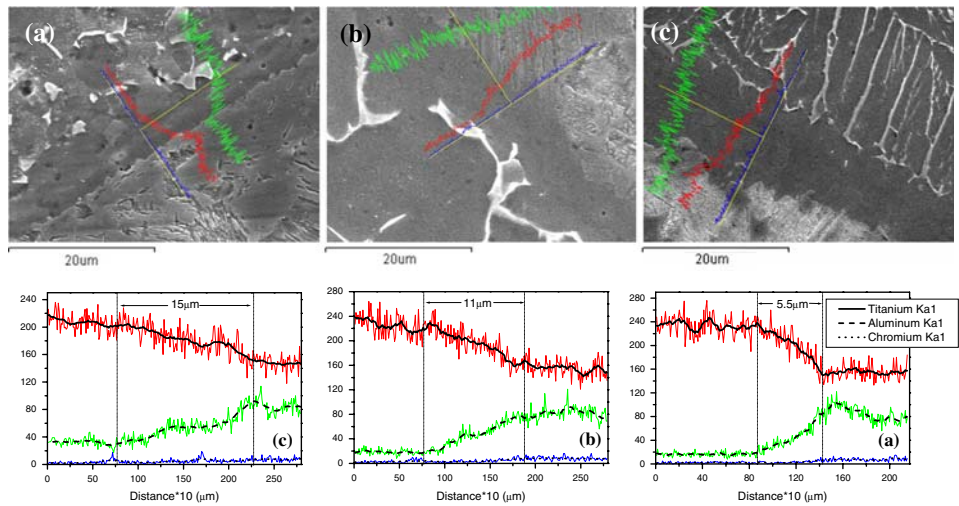 (a)
(b)
(c)
20um
20um
20um
240
200
160
120
80
40
0
15µm
(c)
0 50 100 150 200 250
Distance*10 (µm)
280
240
200
160
120
80
40
0
11µm
(b)
0 50 100 150 200 250
Distance*10 (µm)
280
240
200
160
120
80
40
0
5.5µm
Titanium Ka1
Aluminum Ka1
Chromium Ka1
(a)
0 40 80 120 160 200
Distance*10 (µm)